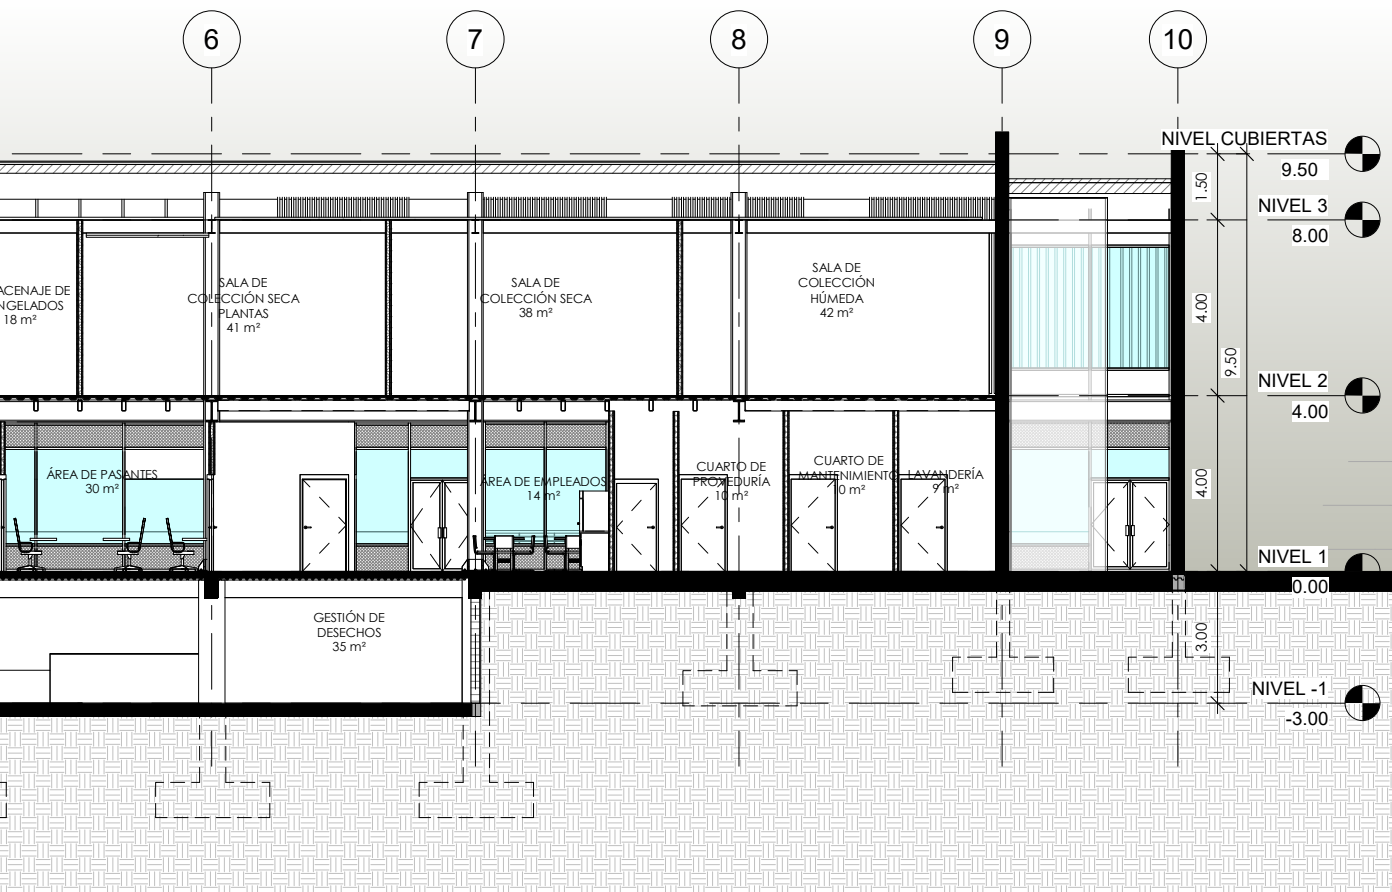 6
7
8
9
10
NIVEL CUBIERTAS
9.50
1.50
NIVEL 3
8.00
ACENAJE DE
NGELADOS
18 m²
SALA DE
COLECCIÓN SECA
PLANTAS
41 m²
SALA DE
COLECCIÓN SECA
38 m²
SALA DE
COLECCIÓN
HÚMEDA
42 m²
4.00
9.50
NIVEL 2
4.00
ÁREA DE PASANTES
30 m²
ÁREA DE EMPLEADOS
14 m²
CUARTO DE
PROVEDURÍA
10 m²
CUARTO DE
MANTENIMIENTO
0 m²
LAVANDERÍA
9 m²
4.00
NIVEL 1
0.00
GESTIÓN DE
DESECHOS
35 m²
3.00
NIVEL -1
-3.00